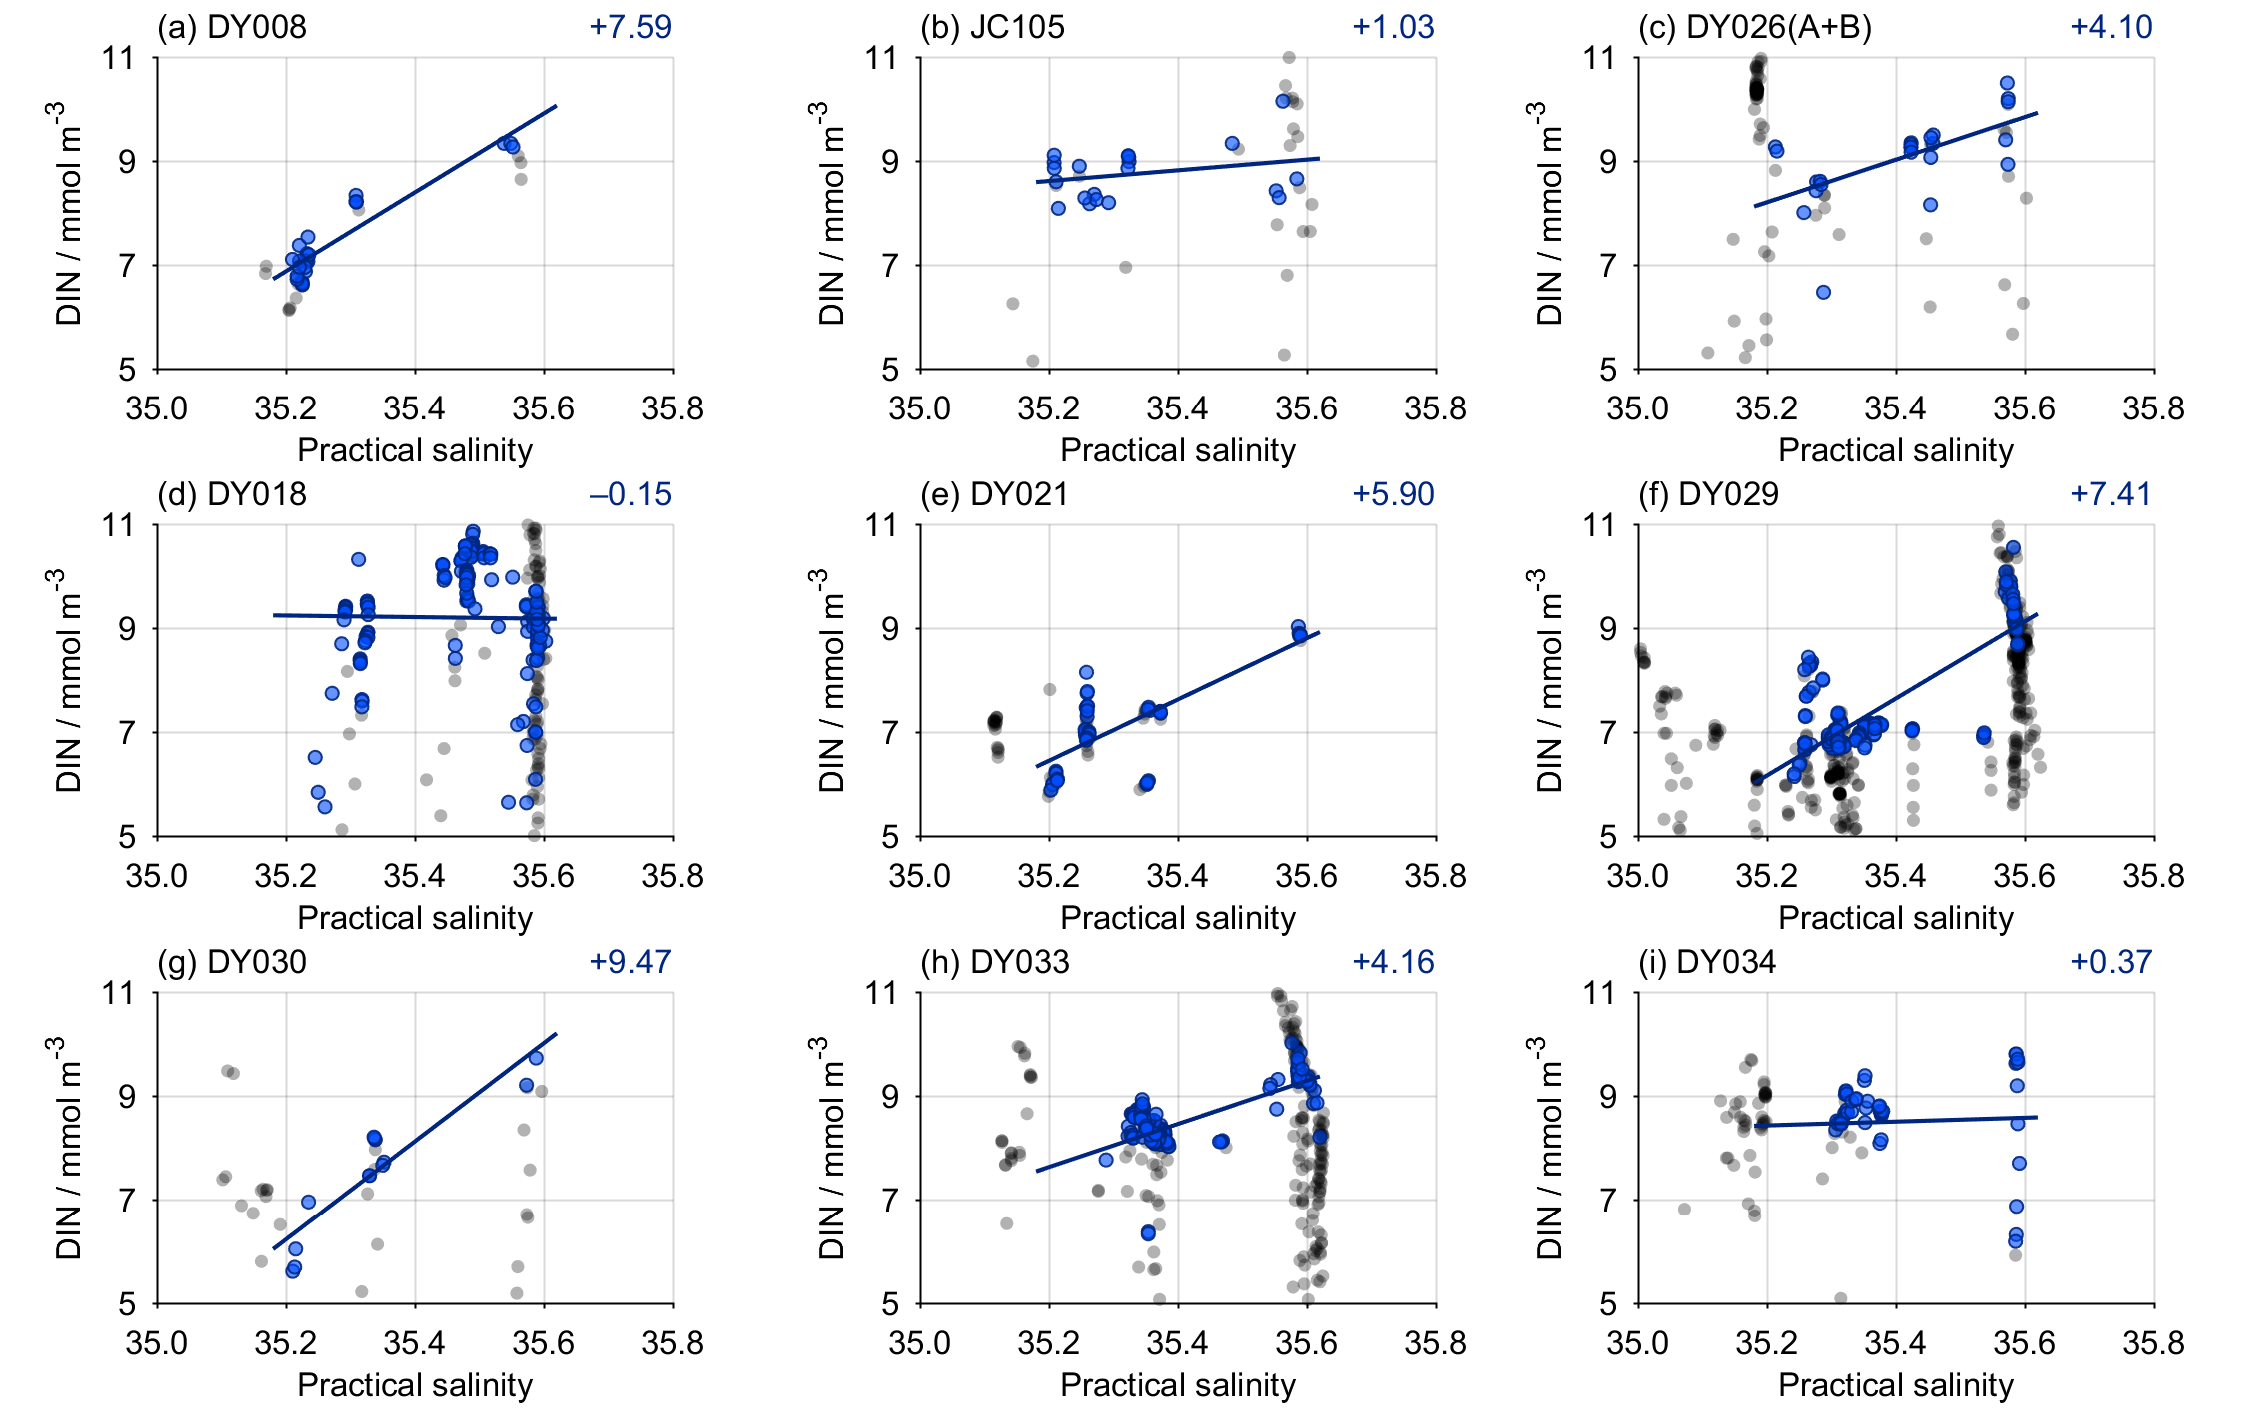 (a) DY008 +7.59
(b) JC105 +1.03
(c) DY026(A+B) +4.10
11
9
7
5
DIN / mmol m-3
35.0 35.2 35.4 35.6 35.8
Practical salinity
11
9
7
5
DIN / mmol m-3
35.0 35.2 35.4 35.6 35.8
Practical salinity
11
9
7
5
DIN / mmol m-3
35.0 35.2 35.4 35.6 35.8
Practical salinity
(d) DY018 –0.15
(e) DY021 +5.90
(f) DY029 +7.41
11
9
7
5
DIN / mmol m-3
35.0 35.2 35.4 35.6 35.8
Practical salinity
11
9
7
5
DIN / mmol m-3
35.0 35.2 35.4 35.6 35.8
Practical salinity
11
9
7
5
DIN / mmol m-3
35.0 35.2 35.4 35.6 35.8
Practical salinity
(g) DY030 +9.47
(h) DY033 +4.16
(i) DY034 +0.37
11
9
7
5
DIN / mmol m-3
35.0 35.2 35.4 35.6 35.8
Practical salinity
11
9
7
5
DIN / mmol m-3
35.0 35.2 35.4 35.6 35.8
Practical salinity
11
9
7
5
DIN / mmol m-3
35.0 35.2 35.4 35.6 35.8
Practical salinity